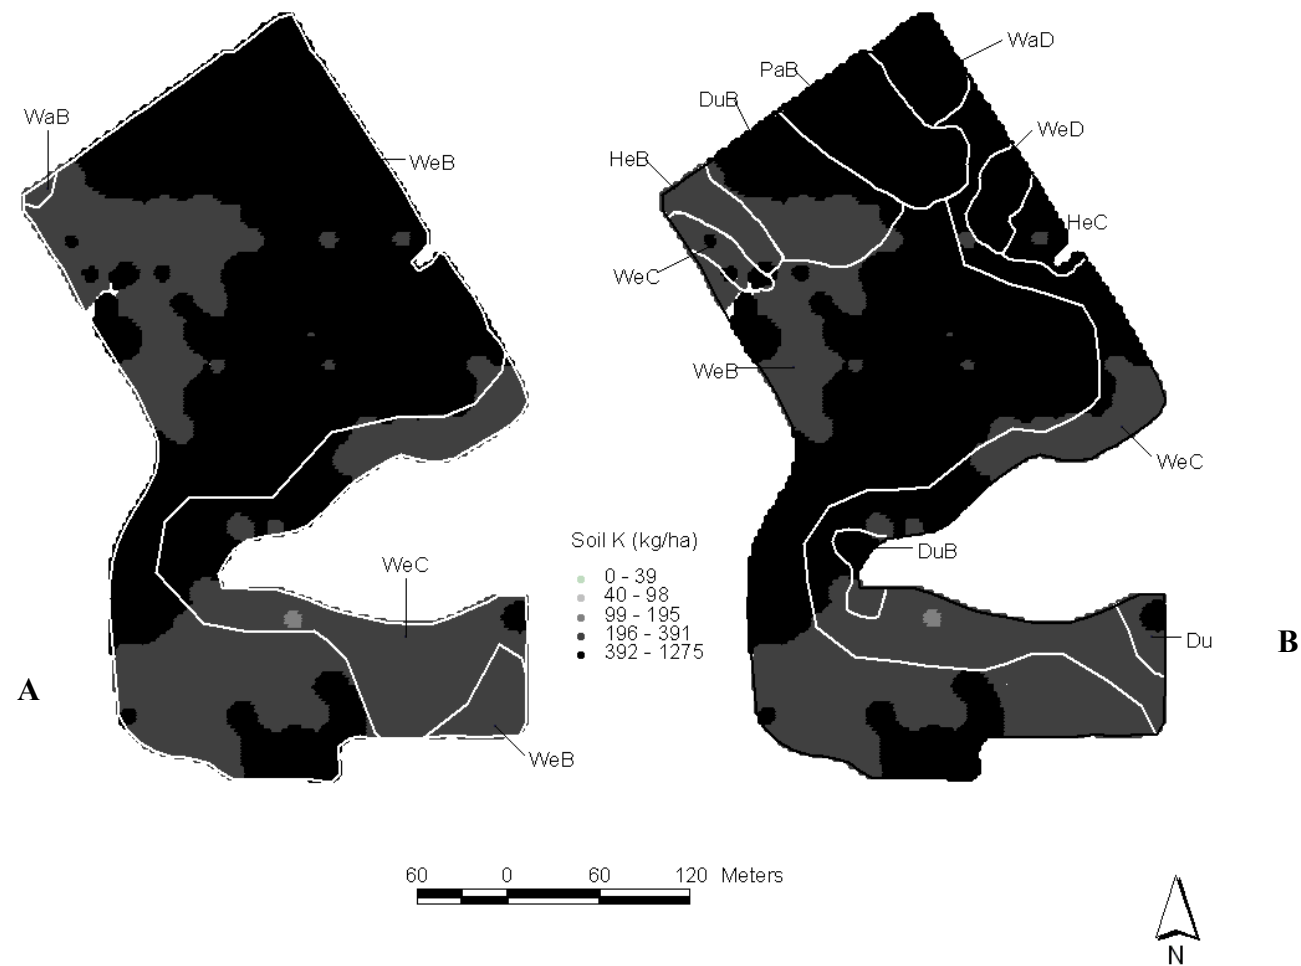 WaB
WeB
WeC
WeB
A
WaD
PaB
DuB
WeD
HeB
HeC
WeC
WeB
WeC
DuB
Du
B
Soil K (kg/ha)
0 - 39
40 - 98
99 - 195
196 - 391
392 - 1275
60 0 60 120 Meters
N